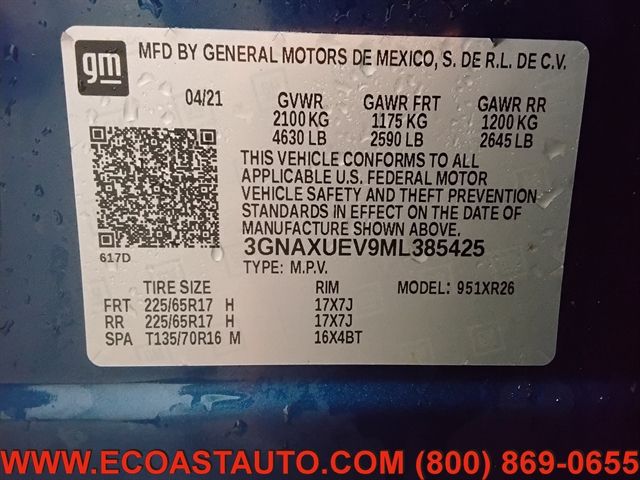 gm
MFD BY GENERAL MOTORS DE MEXICO, S. DE R.L. DE C.V.
04/21 GVWR GAWR FRT GAWR RR
2100 KG 1175 KG 1200 KG
4630 LB 2590 LB 2645 LB
THIS VEHICLE CONFORMS TO ALL
APPLICABLE U.S. FEDERAL MOTOR
VEHICLE SAFETY AND THEFT PREVENTION
STANDARDS IN EFFECT ON THE DATE OF
MANUFACTURE SHOWN ABOVE.
617D 3GNAXUEV9ML385425
TYPE: M.P.V.
TIRE SIZE RIM MODEL: 951XR26
FRT 225/65R17 H 17X7J
RR 225/65R17 H 17X7J
SPA T135/70R16 M 16X4BT
WWW.ECOASTAUTO.COM (800) 869-0655